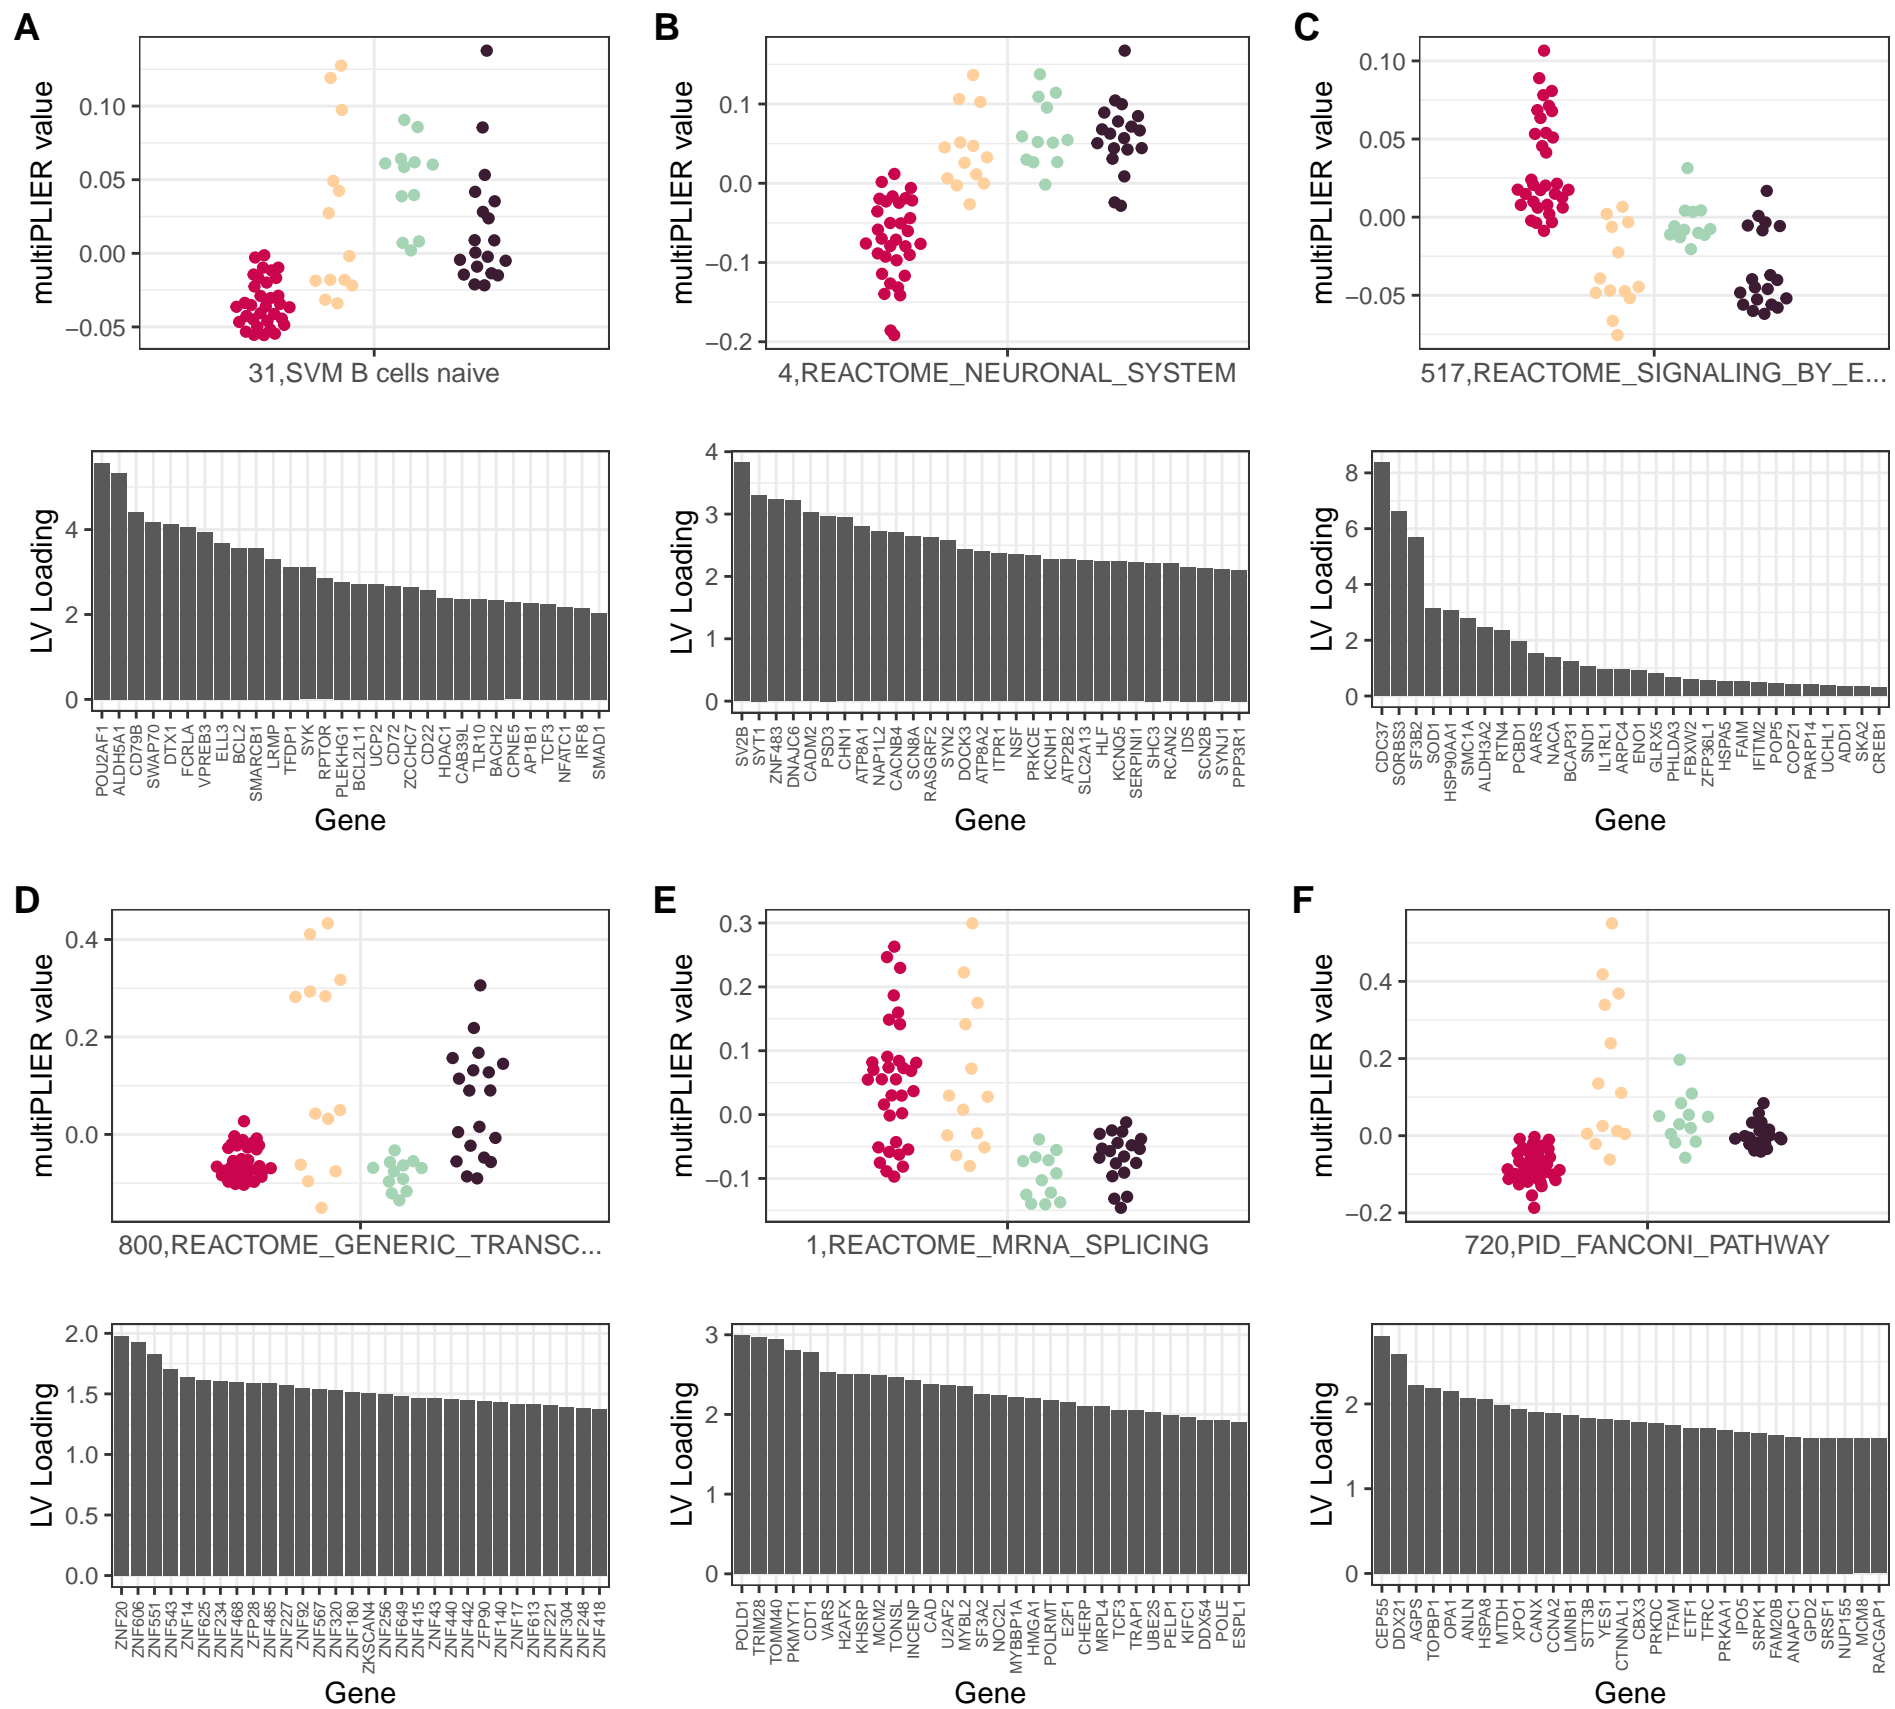 A
multiPLIER value
0.10
0.05
0.00
−0.05
31,SVM B cells naive
LV Loading
4
2
0
POU2AF1 ALDH5A1 CD79B SWAP70 DTX1 FCRLA VPREB3 ELL3 BCL2 SMARCB1 LRMP TFDP1 SYK RPTOR PLEKHG1 BCL2L11 UCP2 CD72 ZCCHC7 CD22 HDAC1 CAB39L TLR10 BACH2 CPNE5 AP1B1 TCF3 NFATC1 IRF8 SMAD1
Gene
B
multiPLIER value
0.1
0.0
−0.1
−0.2
4,REACTOME_NEURONAL_SYSTEM
LV Loading
4
3
2
1
0
SV2B SYT1 ZNF483 DNAJC6 CADM2 PSD3 CHN1 ATP8A1 NAP1L2 CACNB4 SCN8A RASGRF2 SYN2 DOCK3 ATP8A2 ITPR1 NSF PRKCE KCNH1 ATP2B2 SLC2A13 HLF KCNQ5 SERPINI1 SHC3 RCAN2 IDS SCN2B SYNJ1 PPP3R1
Gene
C
multiPLIER value
0.10
0.05
0.00
−0.05
517,REACTOME_SIGNALING_BY_E...
LV Loading
8
6
4
2
0
CDC37 SORBS3 SF3B2 SOD1 HSP90AA1 SMC1A ALDH3A2 RTN4 PCBD1 AARS NACA BCAP31 SND1 IL1RL1 ARPC4 ENO1 GLRX5 PHLDA3 FBXW2 ZFP36L1 HSPA5 FAIM IFITM2 POP5 COPZ1 PARP14 UCHL1 ADD1 SKA2 CREB1
Gene
D
multiPLIER value
0.4
0.2
0.0
800,REACTOME_GENERIC_TRANSC...
LV Loading
2.0
1.5
1.0
0.5
0.0
ZNF20 ZNF606 ZNF551 ZNF543 ZNF14 ZNF625 ZNF234 ZNF468 ZFP28 ZNF485 ZNF227 ZNF92 ZNF567 ZNF320 ZNF180 ZKSCAN4 ZNF256 ZNF649 ZNF415 ZNF43 ZNF440 ZNF442 ZFP90 ZNF140 ZNF17 ZNF613 ZNF221 ZNF304 ZNF248 ZNF418
Gene
E
multiPLIER value
0.3
0.2
0.1
0.0
−0.1
1,REACTOME_MRNA_SPLICING
LV Loading
3
2
1
0
POLD1 TRIM28 TOMM40 PKMYT1 CDT1 VARS H2AFX KHSRP MCM2 TONSL INCENP CAD U2AF2 MYBL2 SF3A2 NOC2L MYBBP1A HMGA1 POLRMT E2F1 CHERP MRPL4 TCF3 TRAP1 UBE2S PELP1 KIFC1 DDX54 POLE ESPL1
Gene
F
multiPLIER value
0.4
0.2
0.0
−0.2
720,PID_FANCONI_PATHWAY
LV Loading
2
1
0
CEP55 DDX21 AGPS TOPBP1 OPA1 ANLN HSPA8 MTDH XPO1 CANX CCNA2 LMNB1 STT3B YES1 CTNNAL1 CBX3 PRKDC TFAM ETF1 TFRC PRKAA1 IPO5 SRPK1 FAM20B ANAPC1 GPD2 SRSF1 NUP155 MCM8 RACGAP1
Gene